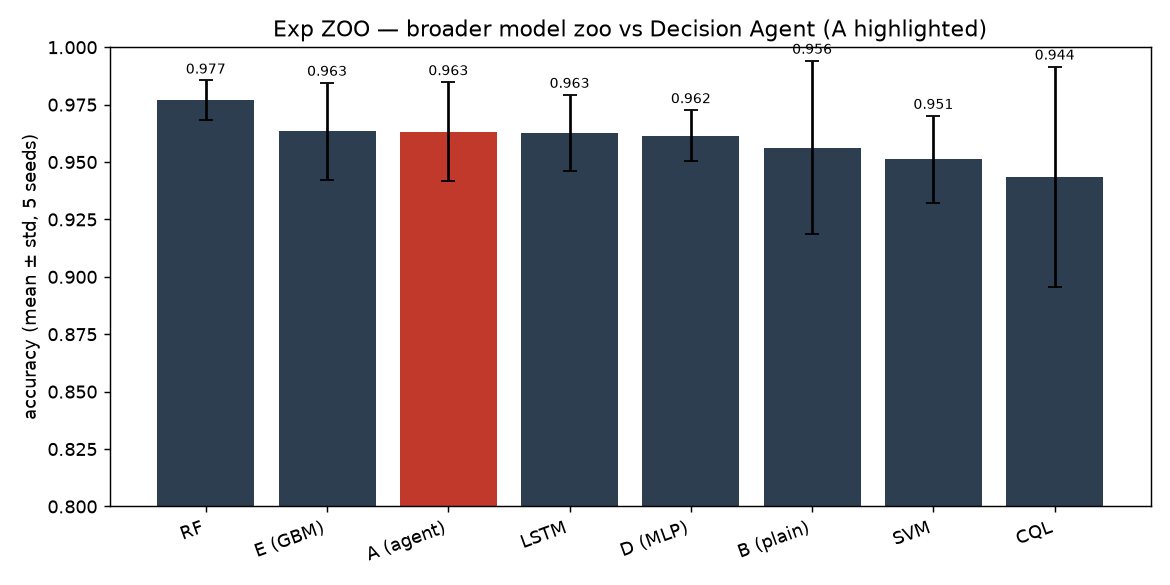 Exp ZOO — broader model zoo vs Decision Agent (A highlighted)
accuracy (mean ± std, 5 seeds)
1.000
0.975
0.950
0.925
0.900
0.875
0.850
0.825
0.800
0.977
0.963
0.963
0.963
0.962
0.956
0.951
0.944
RF
E (GBM)
A (agent)
LSTM
D (MLP)
B (plain)
SVM
CQL